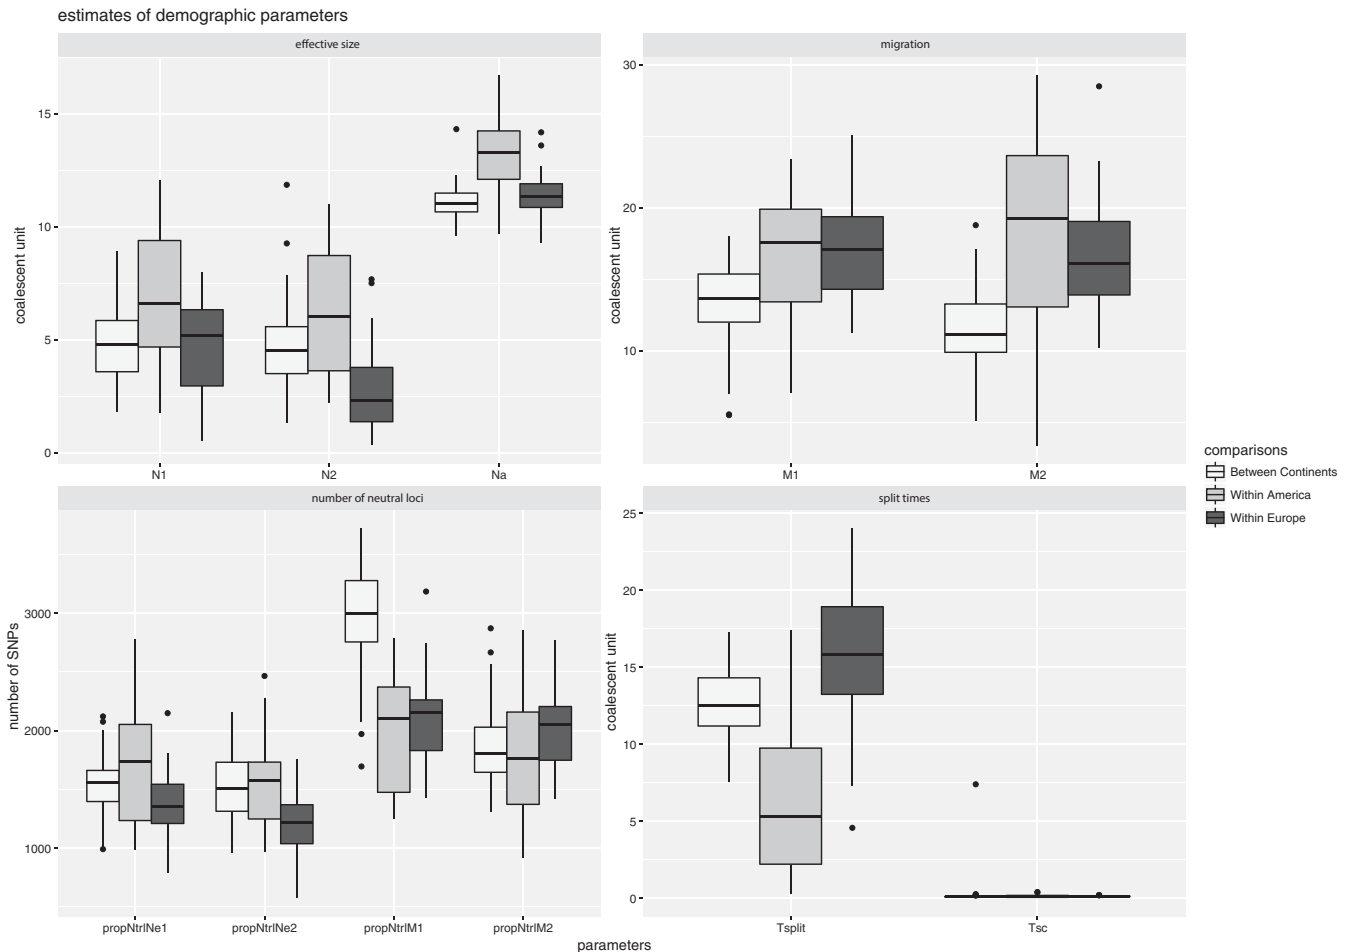 estimates of demographic parameters
effective size
migration
coalescent unit
15
10
5
0
N1 N2 Na
coalescent unit
30
20
10
M1 M2
number of neutral loci
split times
number of SNPs
3000
2000
1000
propNtrlNe1 propNtrlNe2 propNtrlM1 propNtrlM2
coalescent unit
25
20
15
10
5
0
Tsplit Tsc
parameters
comparisons
Between Continents
Within America
Within Europe